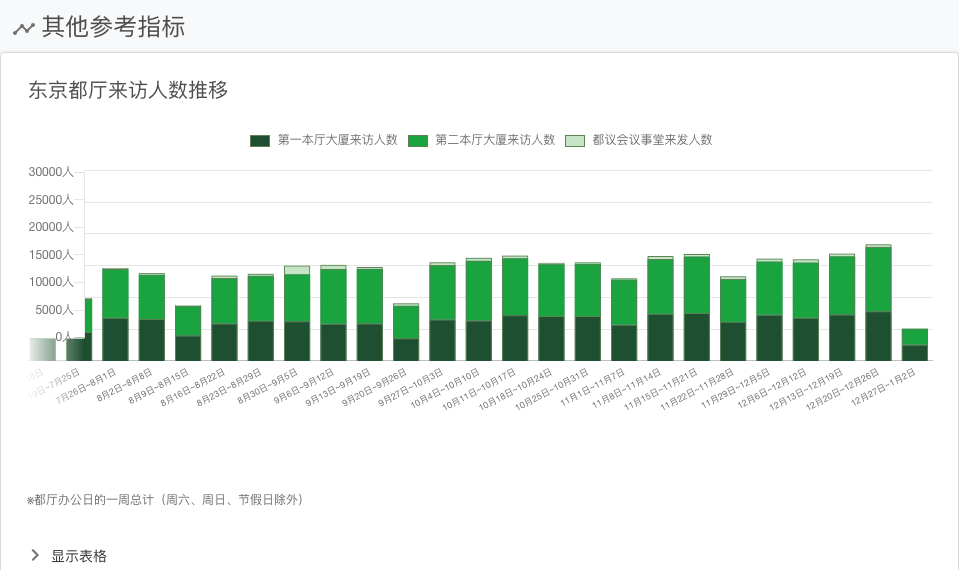 其他参考指标
东京都厅来访人数推移
第一本厅大厦来访人数 第二本厅大厦来访人数 都议会议事堂来发人数
30000人
25000人
20000人
15000人
10000人
5000人
0人
7月26日~8月1日
8月2日~8月8日
8月9日~8月15日
8月16日~8月22日
8月23日~8月29日
8月30日~9月5日
9月6日~9月12日
9月13日~9月19日
9月20日~9月26日
9月27日~10月3日
10月4日~10月10日
10月11日~10月17日
10月18日~10月24日
10月25日~10月31日
11月1日~11月7日
11月8日~11月14日
11月15日~11月21日
11月22日~11月28日
11月29日~12月5日
12月6日~12月12日
12月13日~12月19日
12月20日~12月26日
12月27日~1月2日
※都厅办公日的一周总计（周六、周日、节假日除外）
显示表格